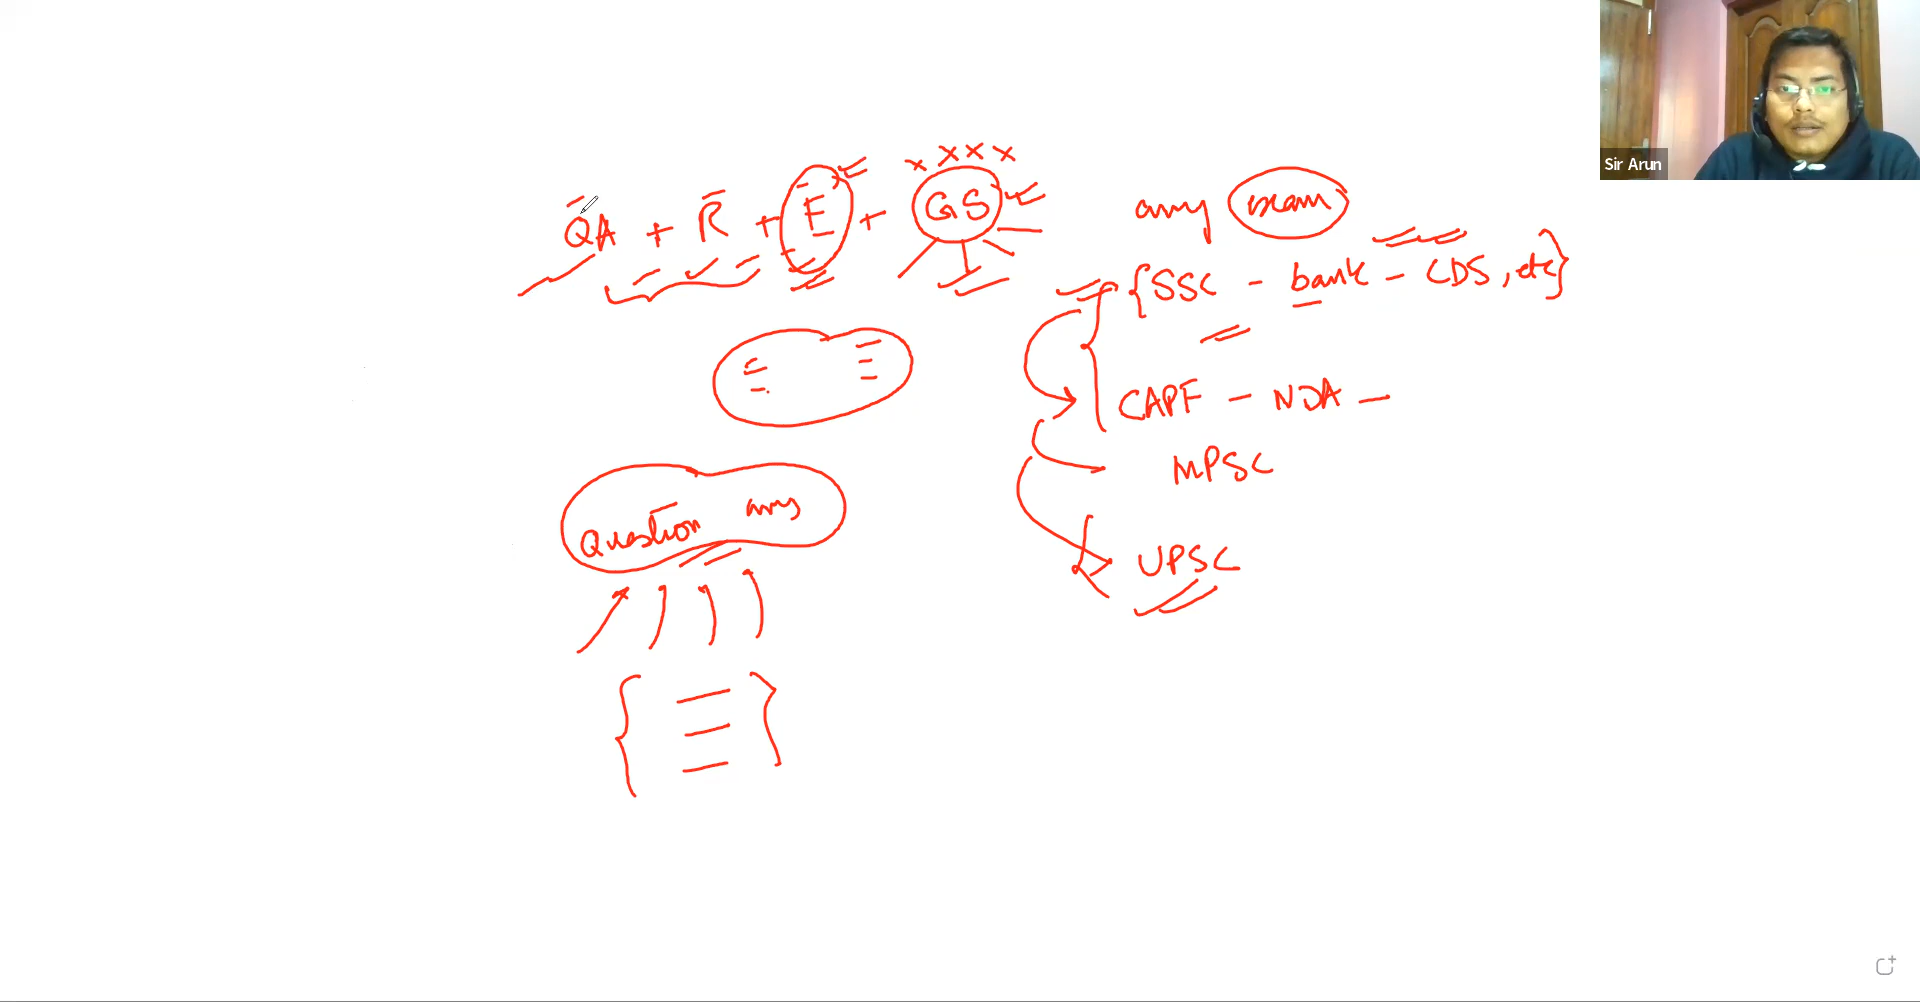 Sir Arun
QA + R + E + GS
any exam
{SSC - bank - CDS, etc}
CAPF - NDA -
MPSC
Question any
UPSC